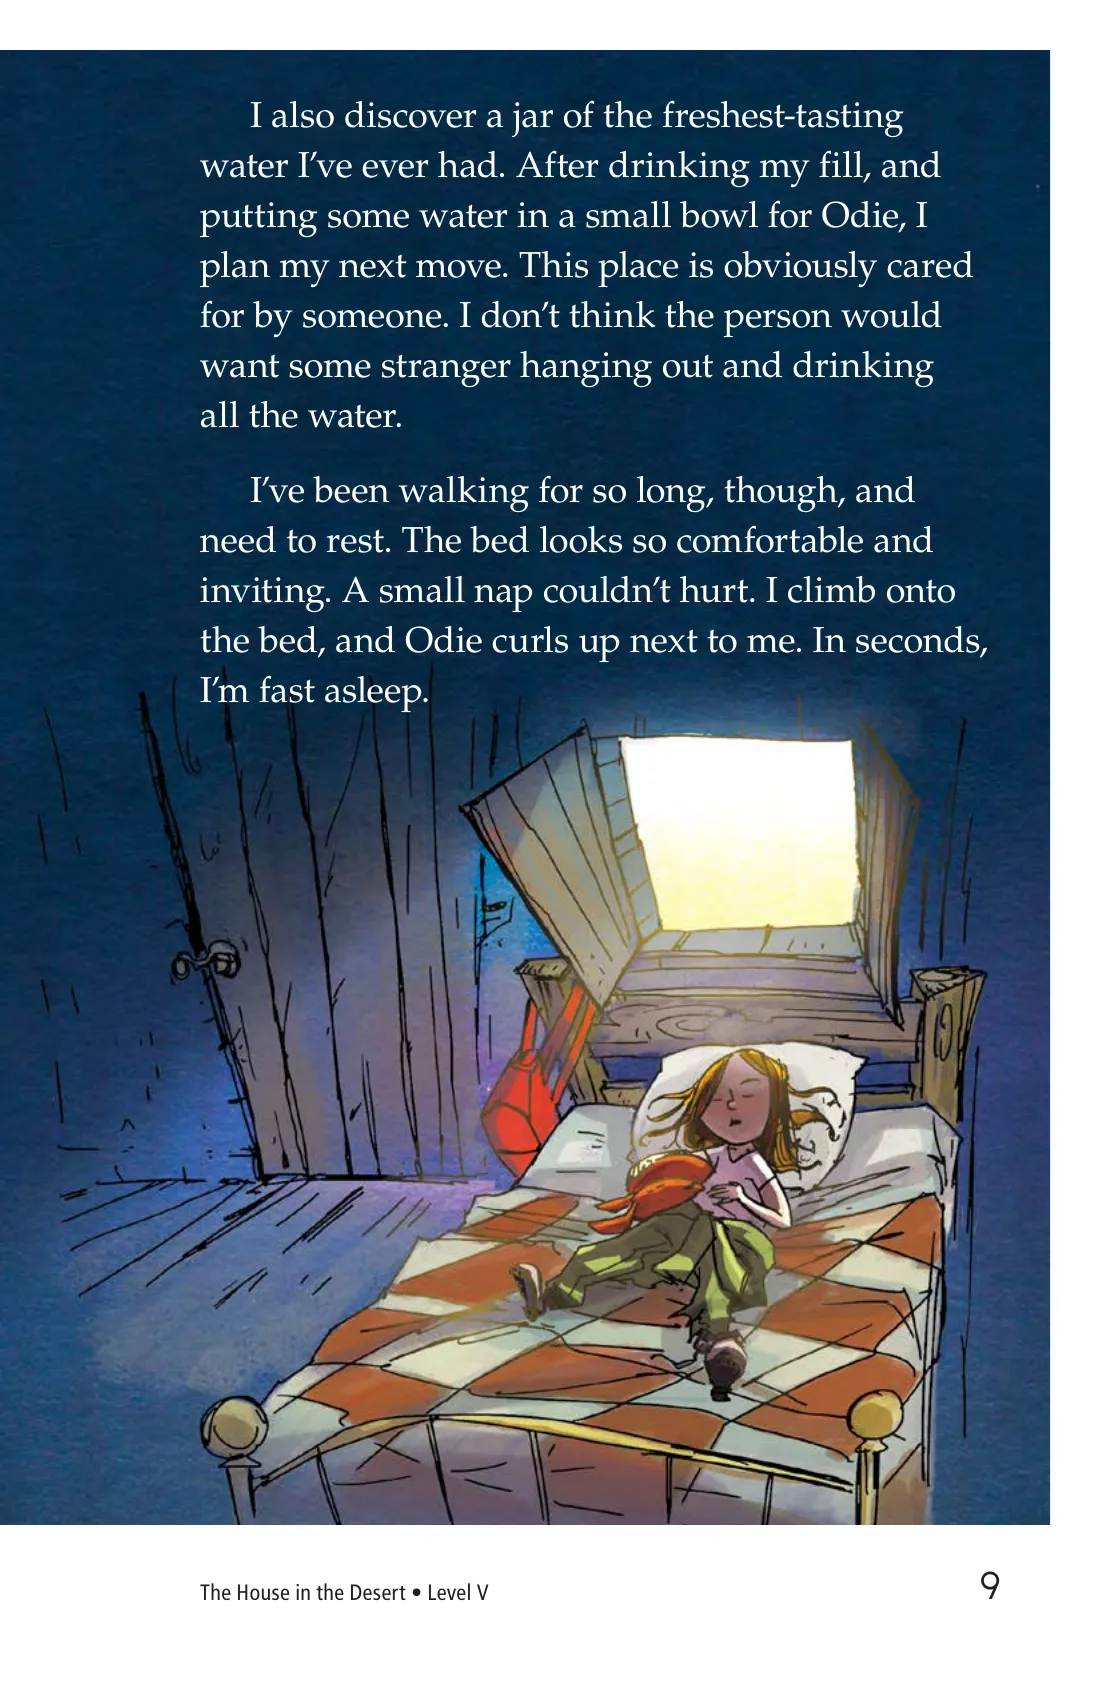 I also discover a jar of the freshest-tasting
water I’ve ever had. After drinking my fill, and
putting some water in a small bowl for Odie, I
plan my next move. This place is obviously cared
for by someone. I don’t think the person would
want some stranger hanging out and drinking
all the water.
I’ve been walking for so long, though, and
need to rest. The bed looks so comfortable and
inviting. A small nap couldn’t hurt. I climb onto
the bed, and Odie curls up next to me. In seconds,
I’m fast asleep.
The House in the Desert • Level V
9